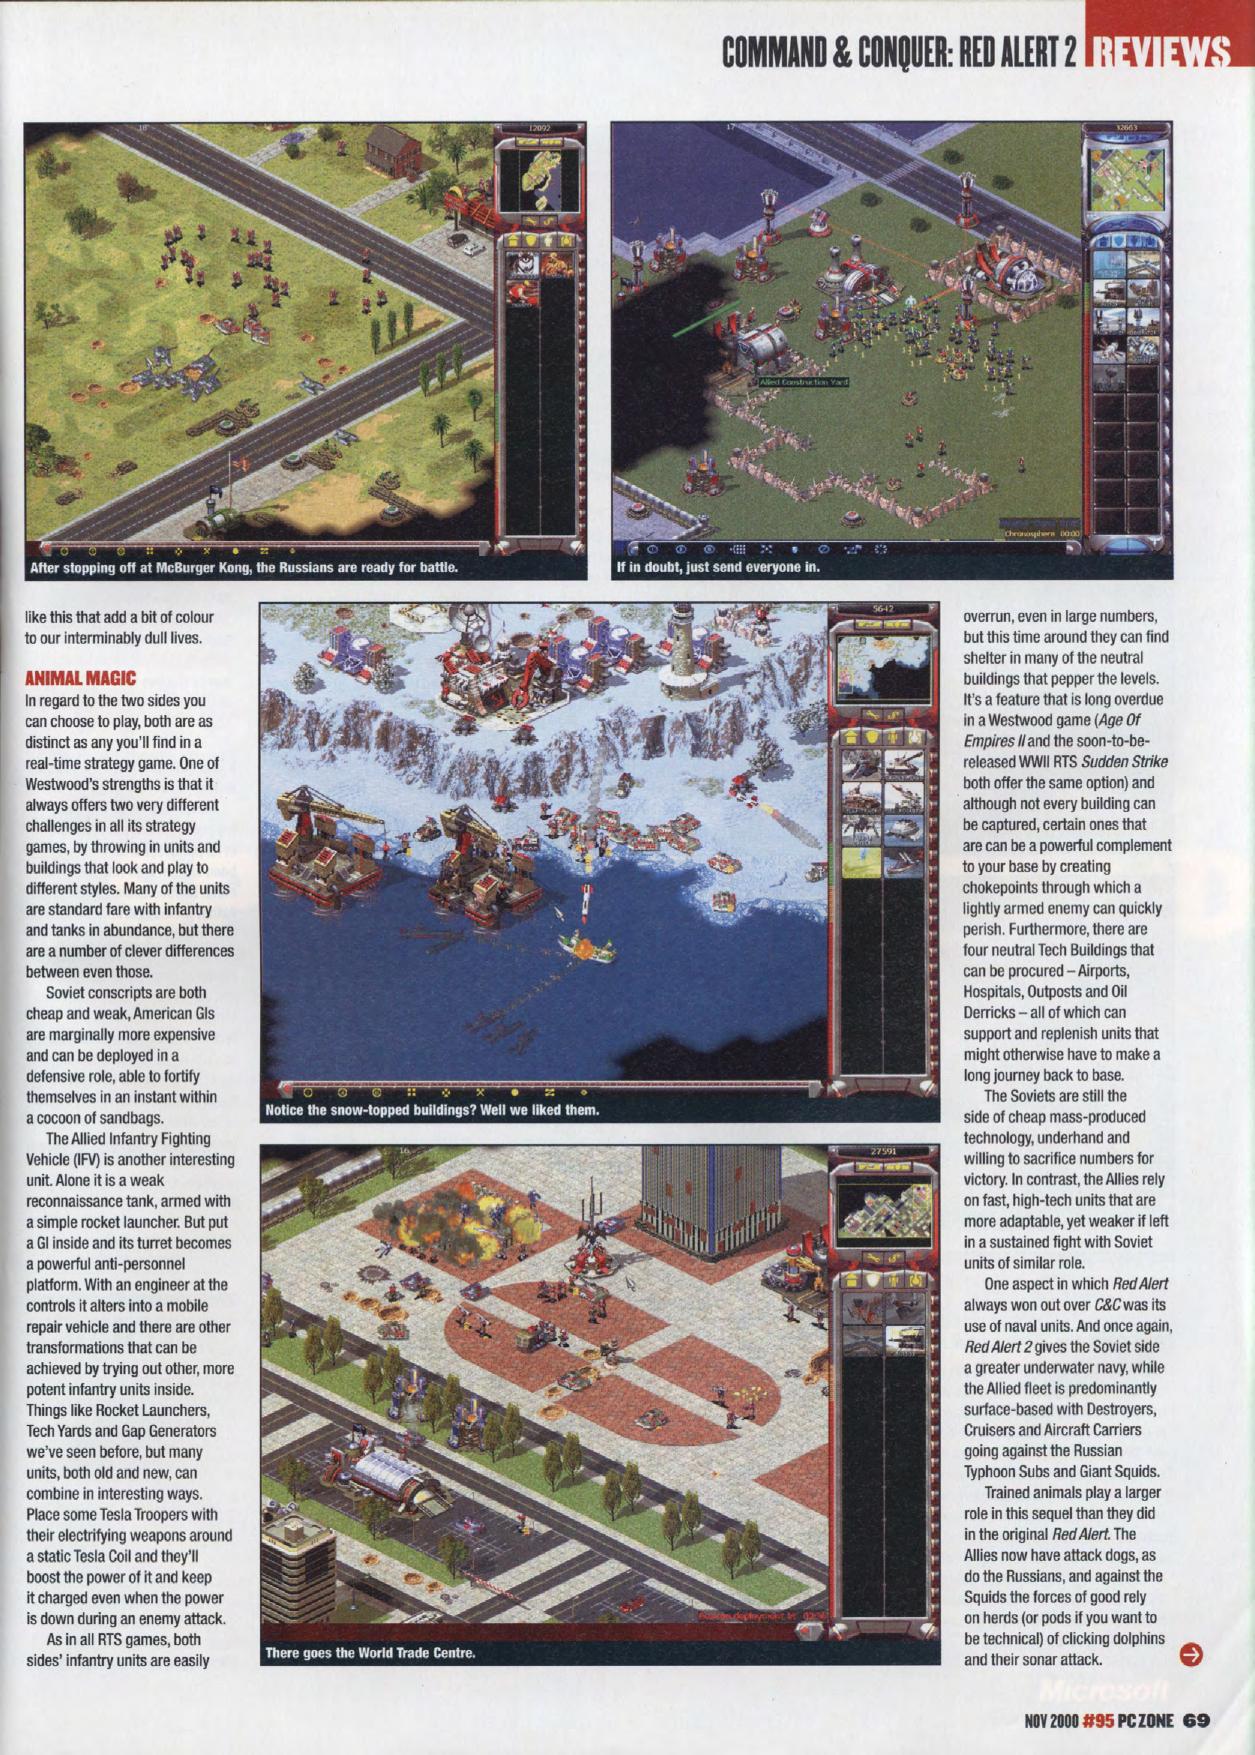 COMMAND & CONQUER: RED ALERT 2 REVIEWS
18
12092
After stopping off at McBurger Kong, the Russians are ready for battle.
17
32663
Allied Construction Yard
Chronosphere 00:00
If in doubt, just send everyone in.
like this that add a bit of colour
to our interminably dull lives.
ANIMAL MAGIC
In regard to the two sides you
can choose to play, both are as
distinct as any you'll find in a
real-time strategy game. One of
Westwood's strengths is that it
always offers two very different
challenges in all its strategy
games, by throwing in units and
buildings that look and play to
different styles. Many of the units
are standard fare with infantry
and tanks in abundance, but there
are a number of clever differences
between even those.
Soviet conscripts are both
cheap and weak, American GIs
are marginally more expensive
and can be deployed in a
defensive role, able to fortify
themselves in an instant within
a cocoon of sandbags.
The Allied Infantry Fighting
Vehicle (IFV) is another interesting
unit. Alone it is a weak
reconnaissance tank, armed with
a simple rocket launcher. But put
a GI inside and its turret becomes
a powerful anti-personnel
platform. With an engineer at the
controls it alters into a mobile
repair vehicle and there are other
transformations that can be
achieved by trying out other, more
potent infantry units inside.
Things like Rocket Launchers,
Tech Yards and Gap Generators
we've seen before, but many
units, both old and new, can
combine in interesting ways.
Place some Tesla Troopers with
their electrifying weapons around
a static Tesla Coil and they'll
boost the power of it and keep
it charged even when the power
is down during an enemy attack.
As in all RTS games, both
sides' infantry units are easily
5642
Notice the snow-topped buildings? Well we liked them.
16
27591
There goes the World Trade Centre.
overrun, even in large numbers,
but this time around they can find
shelter in many of the neutral
buildings that pepper the levels.
It's a feature that is long overdue
in a Westwood game (Age Of
Empires II and the soon-to-be-
released WWII RTS Sudden Strike
both offer the same option) and
although not every building can
be captured, certain ones that
are can be a powerful complement
to your base by creating
chokepoints through which a
lightly armed enemy can quickly
perish. Furthermore, there are
four neutral Tech Buildings that
can be procured – Airports,
Hospitals, Outposts and Oil
Derricks – all of which can
support and replenish units that
might otherwise have to make a
long journey back to base.
The Soviets are still the
side of cheap mass-produced
technology, underhand and
willing to sacrifice numbers for
victory. In contrast, the Allies rely
on fast, high-tech units that are
more adaptable, yet weaker if left
in a sustained fight with Soviet
units of similar role.
One aspect in which Red Alert
always won out over C&C was its
use of naval units. And once again,
Red Alert 2 gives the Soviet side
a greater underwater navy, while
the Allied fleet is predominantly
surface-based with Destroyers,
Cruisers and Aircraft Carriers
going against the Russian
Typhoon Subs and Giant Squids.
Trained animals play a larger
role in this sequel than they did
in the original Red Alert. The
Allies now have attack dogs, as
do the Russians, and against the
Squids the forces of good rely
on herds (or pods if you want to
be technical) of clicking dolphins
and their sonar attack.
Microsoft
NOV 2000 #95 PC ZONE 69